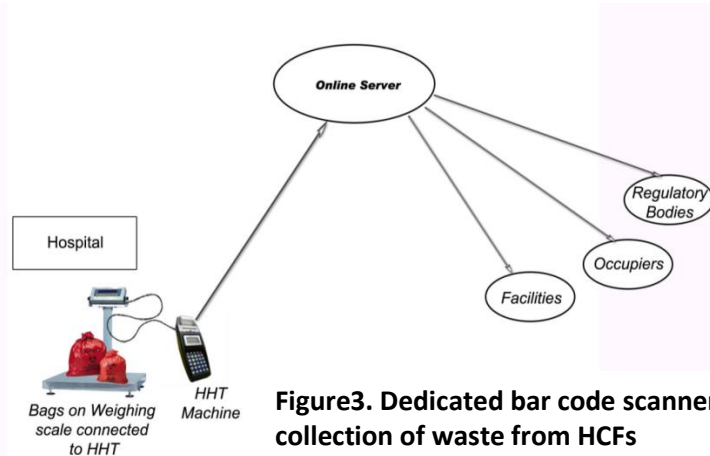 Online Server
Regulatory
Bodies
Hospital
Occupiers
Facilities
HHT
Machine
Bags on Weighing
scale connected
to HHT
Figure3. Dedicated bar code scanner
collection of waste from HCFs